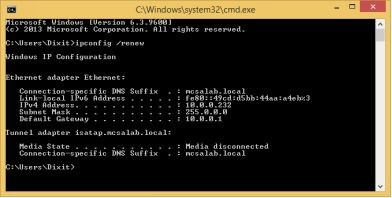 C:\Windows\system32\cmd.exe
Microsoft Windows [Version 6.3.9600]
(c) 2013 Microsoft Corporation. All rights reserved.
C:\Users\Dixit>ipconfig /renew
Windows IP Configuration
Ethernet adapter Ethernet:
Connection-specific DNS Suffix . : mcsalab.local
Link-local IPv6 Address . . . . . : fe80::49cd:d5bb:44aa:a4eb%3
IPv4 Address. . . . . . . . . . . : 10.0.0.232
Subnet Mask . . . . . . . . . . . : 255.0.0.0
Default Gateway . . . . . . . . . : 10.0.0.1
Tunnel adapter isatap.mcsalab.local:
Media State . . . . . . . . . . . : Media disconnected
Connection-specific DNS Suffix . : mcsalab.local
C:\Users\Dixit>